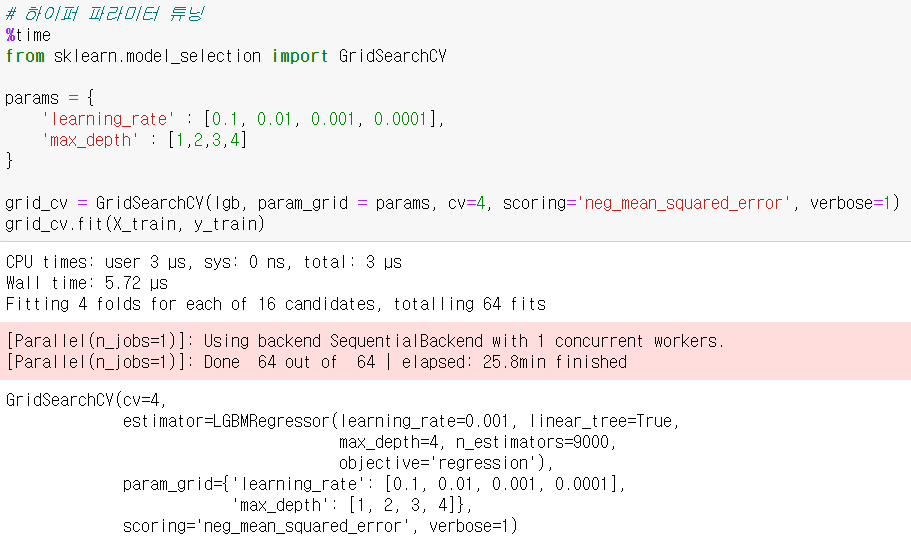 # 하이퍼 파라미터 튜닝
%time
from sklearn.model_selection import GridSearchCV
params = {
'learning_rate' : [0.1, 0.01, 0.001, 0.0001],
'max_depth' : [1,2,3,4]
}
grid_cv = GridSearchCV(lgb, param_grid = params, cv=4, scoring='neg_mean_squared_error', verbose=1)
grid_cv.fit(X_train, y_train)
CPU times: user 3 µs, sys: 0 ns, total: 3 µs
Wall time: 5.72 µs
Fitting 4 folds for each of 16 candidates, totalling 64 fits
[Parallel(n_jobs=1)]: Using backend SequentialBackend with 1 concurrent workers.
[Parallel(n_jobs=1)]: Done  64 out of  64 | elapsed: 25.8min finished
GridSearchCV(cv=4,
estimator=LGBMRegressor(learning_rate=0.001, linear_tree=True,
max_depth=4, n_estimators=9000,
objective='regression'),
param_grid={'learning_rate': [0.1, 0.01, 0.001, 0.0001],
'max_depth': [1, 2, 3, 4]},
scoring='neg_mean_squared_error', verbose=1)